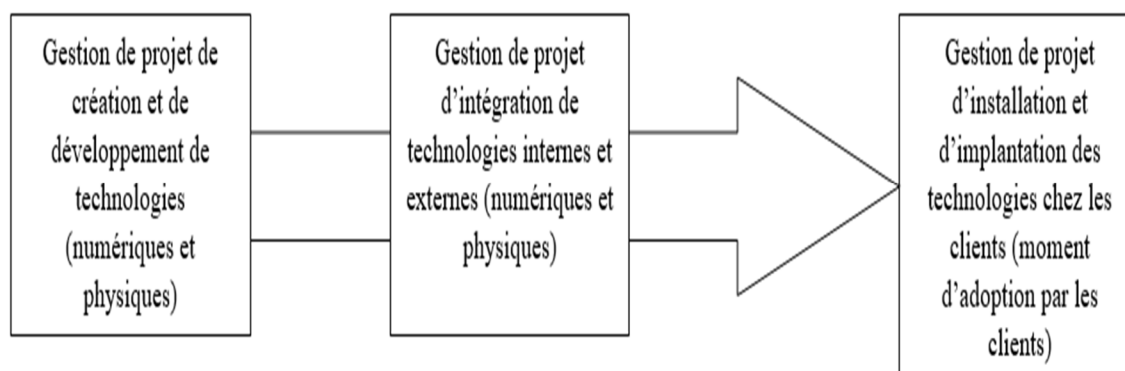 Gestion de projet de
création et de
développement de
technologies
(numériques et
physiques)
Gestion de projet
d’intégration de
technologies internes et
externes (numériques et
physiques)
Gestion de projet
d’installation et
d’implantation des
technologies chez les
clients (moment
d’adoption par les
clients)